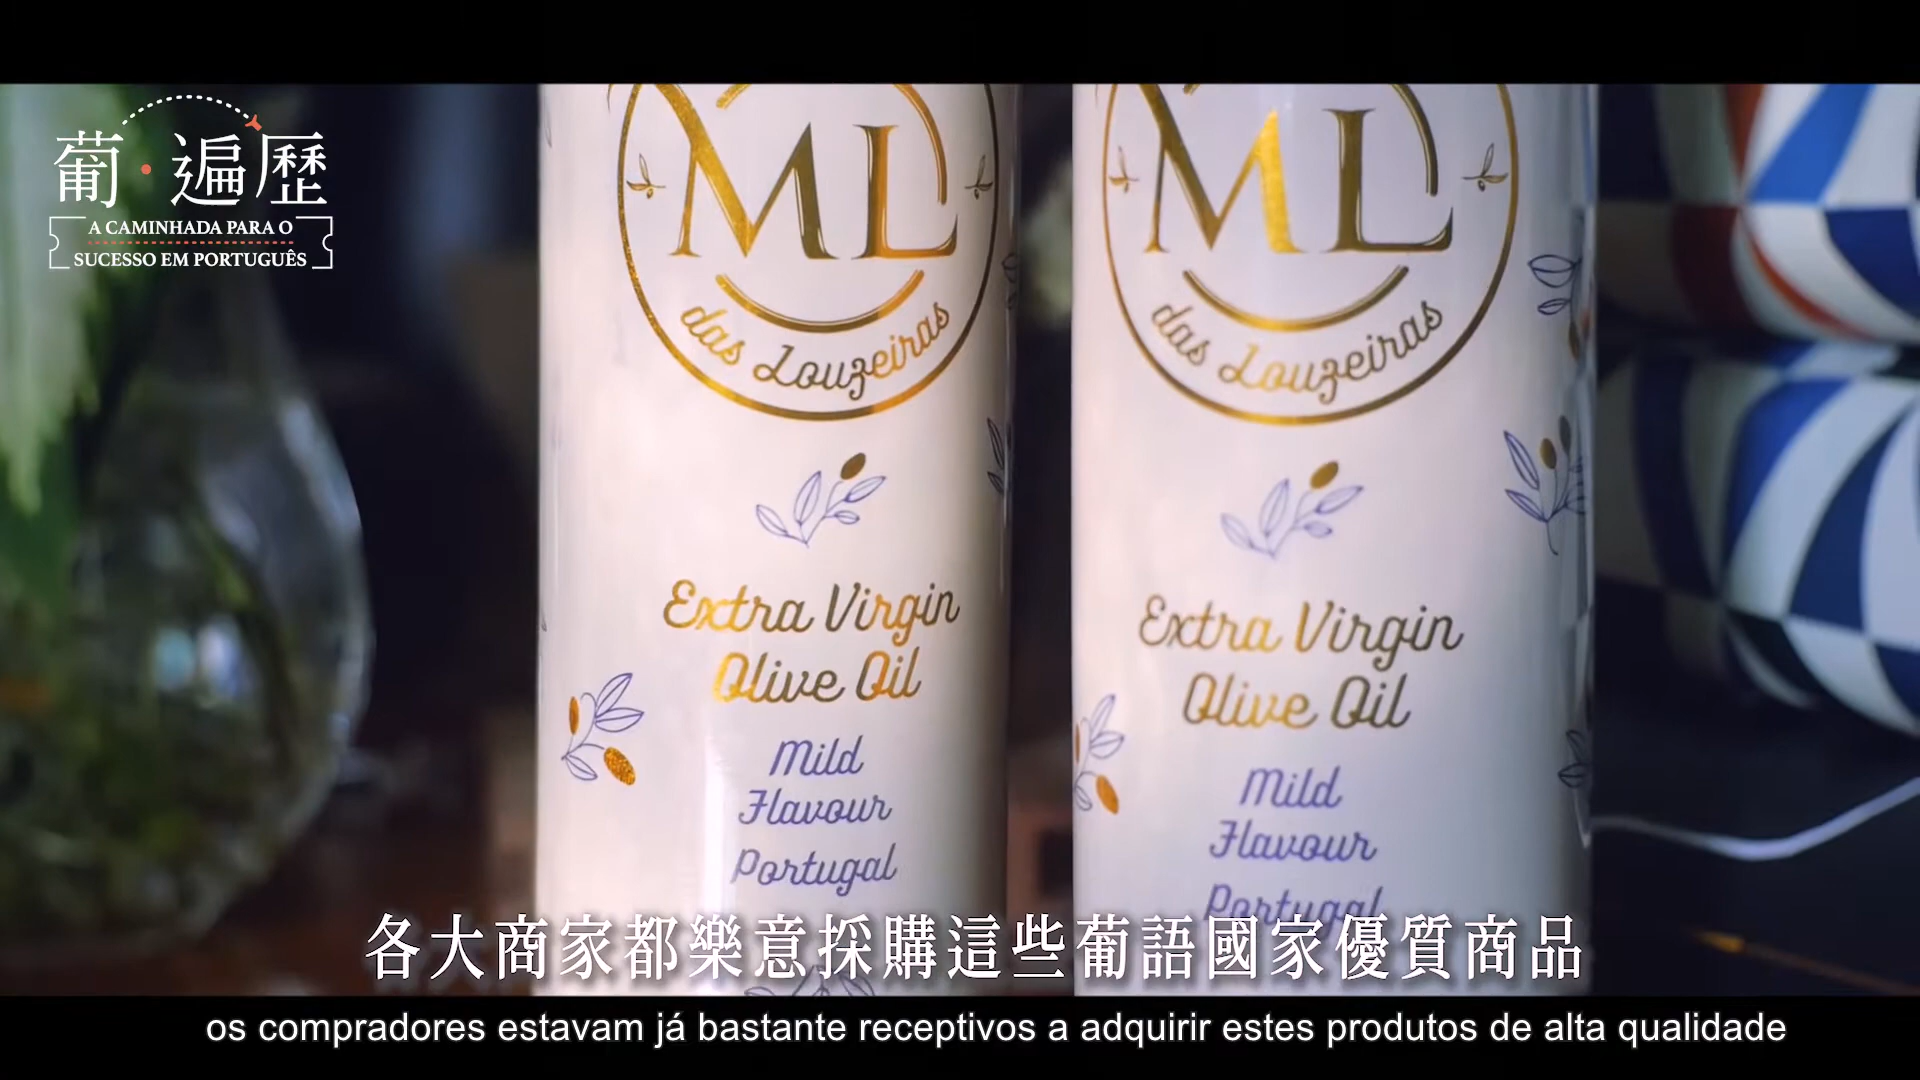 葡·遍歷
A CAMINHADA PARA O
SUCESSO EM PORTUGUÊS
ML
das Louzeiras
Extra Virgin
Olive Oil
Mild
Flavour
Portugal
ML
das Louzeiras
Extra Virgin
Olive Oil
Mild
Flavour
Portugal
各大商家都樂意採購這些葡語國家優質商品
os compradores estavam já bastante receptivos a adquirir estes produtos de alta qualidade